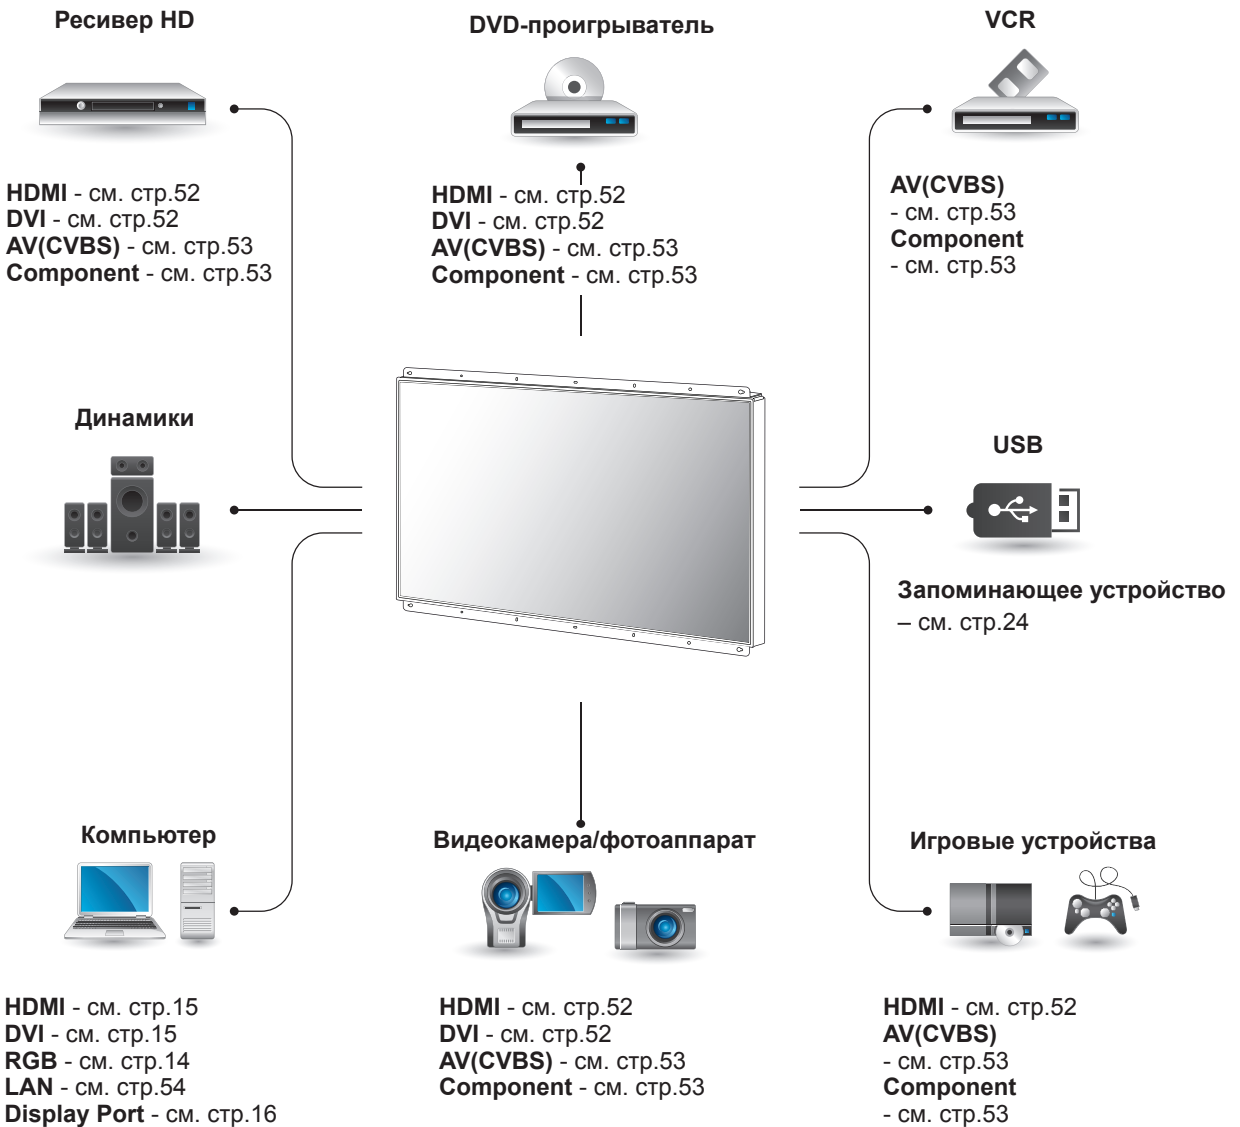 Ресивер HD
HDMI - см. стр.52
DVI - см. стр.52
AV(CVBS) - см. стр.53
Component - см. стр.53
DVD-проигрыватель
HDMI - см. стр.52
DVI - см. стр.52
AV(CVBS) - см. стр.53
Component - см. стр.53
VCR
AV(CVBS)
- см. стр.53
Component
- см. стр.53
Динамики
USB
Запоминающее устройство
– см. стр.24
Компьютер
HDMI - см. стр.15
DVI - см. стр.15
RGB - см. стр.14
LAN - см. стр.54
Display Port - см. стр.16
Видеокамера/фотоаппарат
HDMI - см. стр.52
DVI - см. стр.52
AV(CVBS) - см. стр.53
Component - см. стр.53
Игровые устройства
HDMI - см. стр.52
AV(CVBS)
- см. стр.53
Component
- см. стр.53